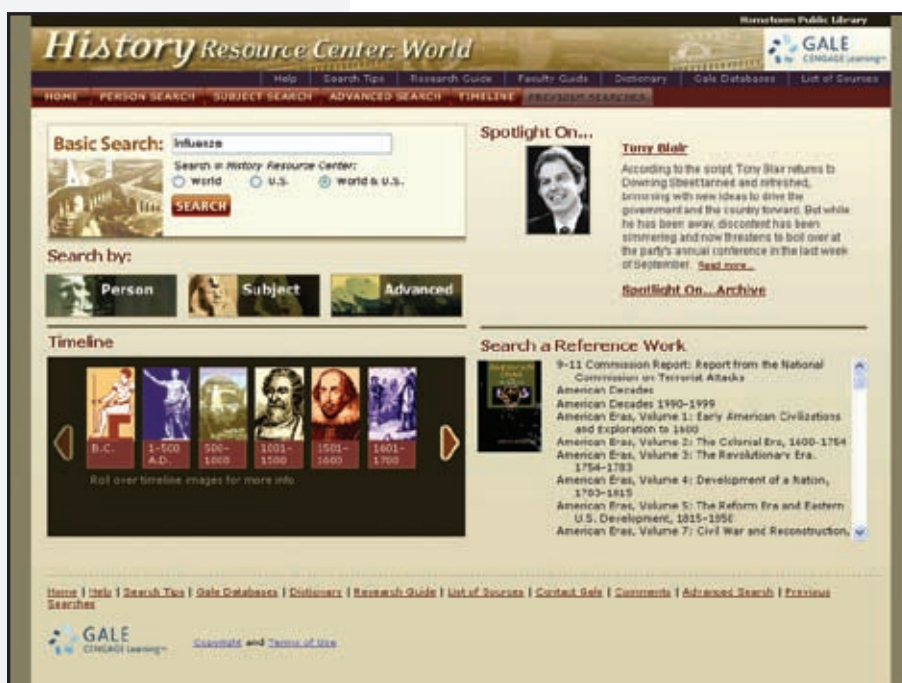 Hometown Public Library
History Resource Center: World
GALE
CENGAGE Learning™
Help | Search Tips | Research Guide | Faculty Guide | Dictionary | Gale Databases | List of Sources
HOME PERSON SEARCH SUBJECT SEARCH ADVANCED SEARCH TIMELINE PREVIOUS SEARCHES
Basic Search: Influenza
Search in History Resource Center:
World U.S. World & U.S.
SEARCH
Search by:
Person Subject Advanced
Timeline
B.C.
1-500
A.D.
500-
1000
1001-
1500
1501-
1600
1601-
1700
Roll over timeline images for more info
Spotlight On...
Tony Blair
According to the script, Tony Blair returns to
Downing Street tanned and refreshed,
brimming with new ideas to drive the
government and the country forward. But while
he has been away, discontent has been
simmering and now threatens to boil over at
the party's annual conference in the last week
of September. Read more...
Spotlight On...Archive
Search a Reference Work
9-11 Commission Report: Report from the National
Commission on Terrorist Attacks
American Decades
American Decades 1990-1999
American Eras, Volume 1: Early American Civilizations
and Exploration to 1600
American Eras, Volume 2: The Colonial Era, 1600-1754
American Eras, Volume 3: The Revolutionary Era,
1754-1783
American Eras, Volume 4: Development of a Nation,
1783-1815
American Eras, Volume 5: The Reform Era and Eastern
U.S. Development, 1815-1850
American Eras, Volume 7: Civil War and Reconstruction,
Home | Help | Search Tips | Gale Databases | Dictionary | Research Guide | List of Sources | Contact Gale | Comments | Advanced Search | Previous
Searches
GALE
CENGAGE Learning™
Copyright and Terms of Use